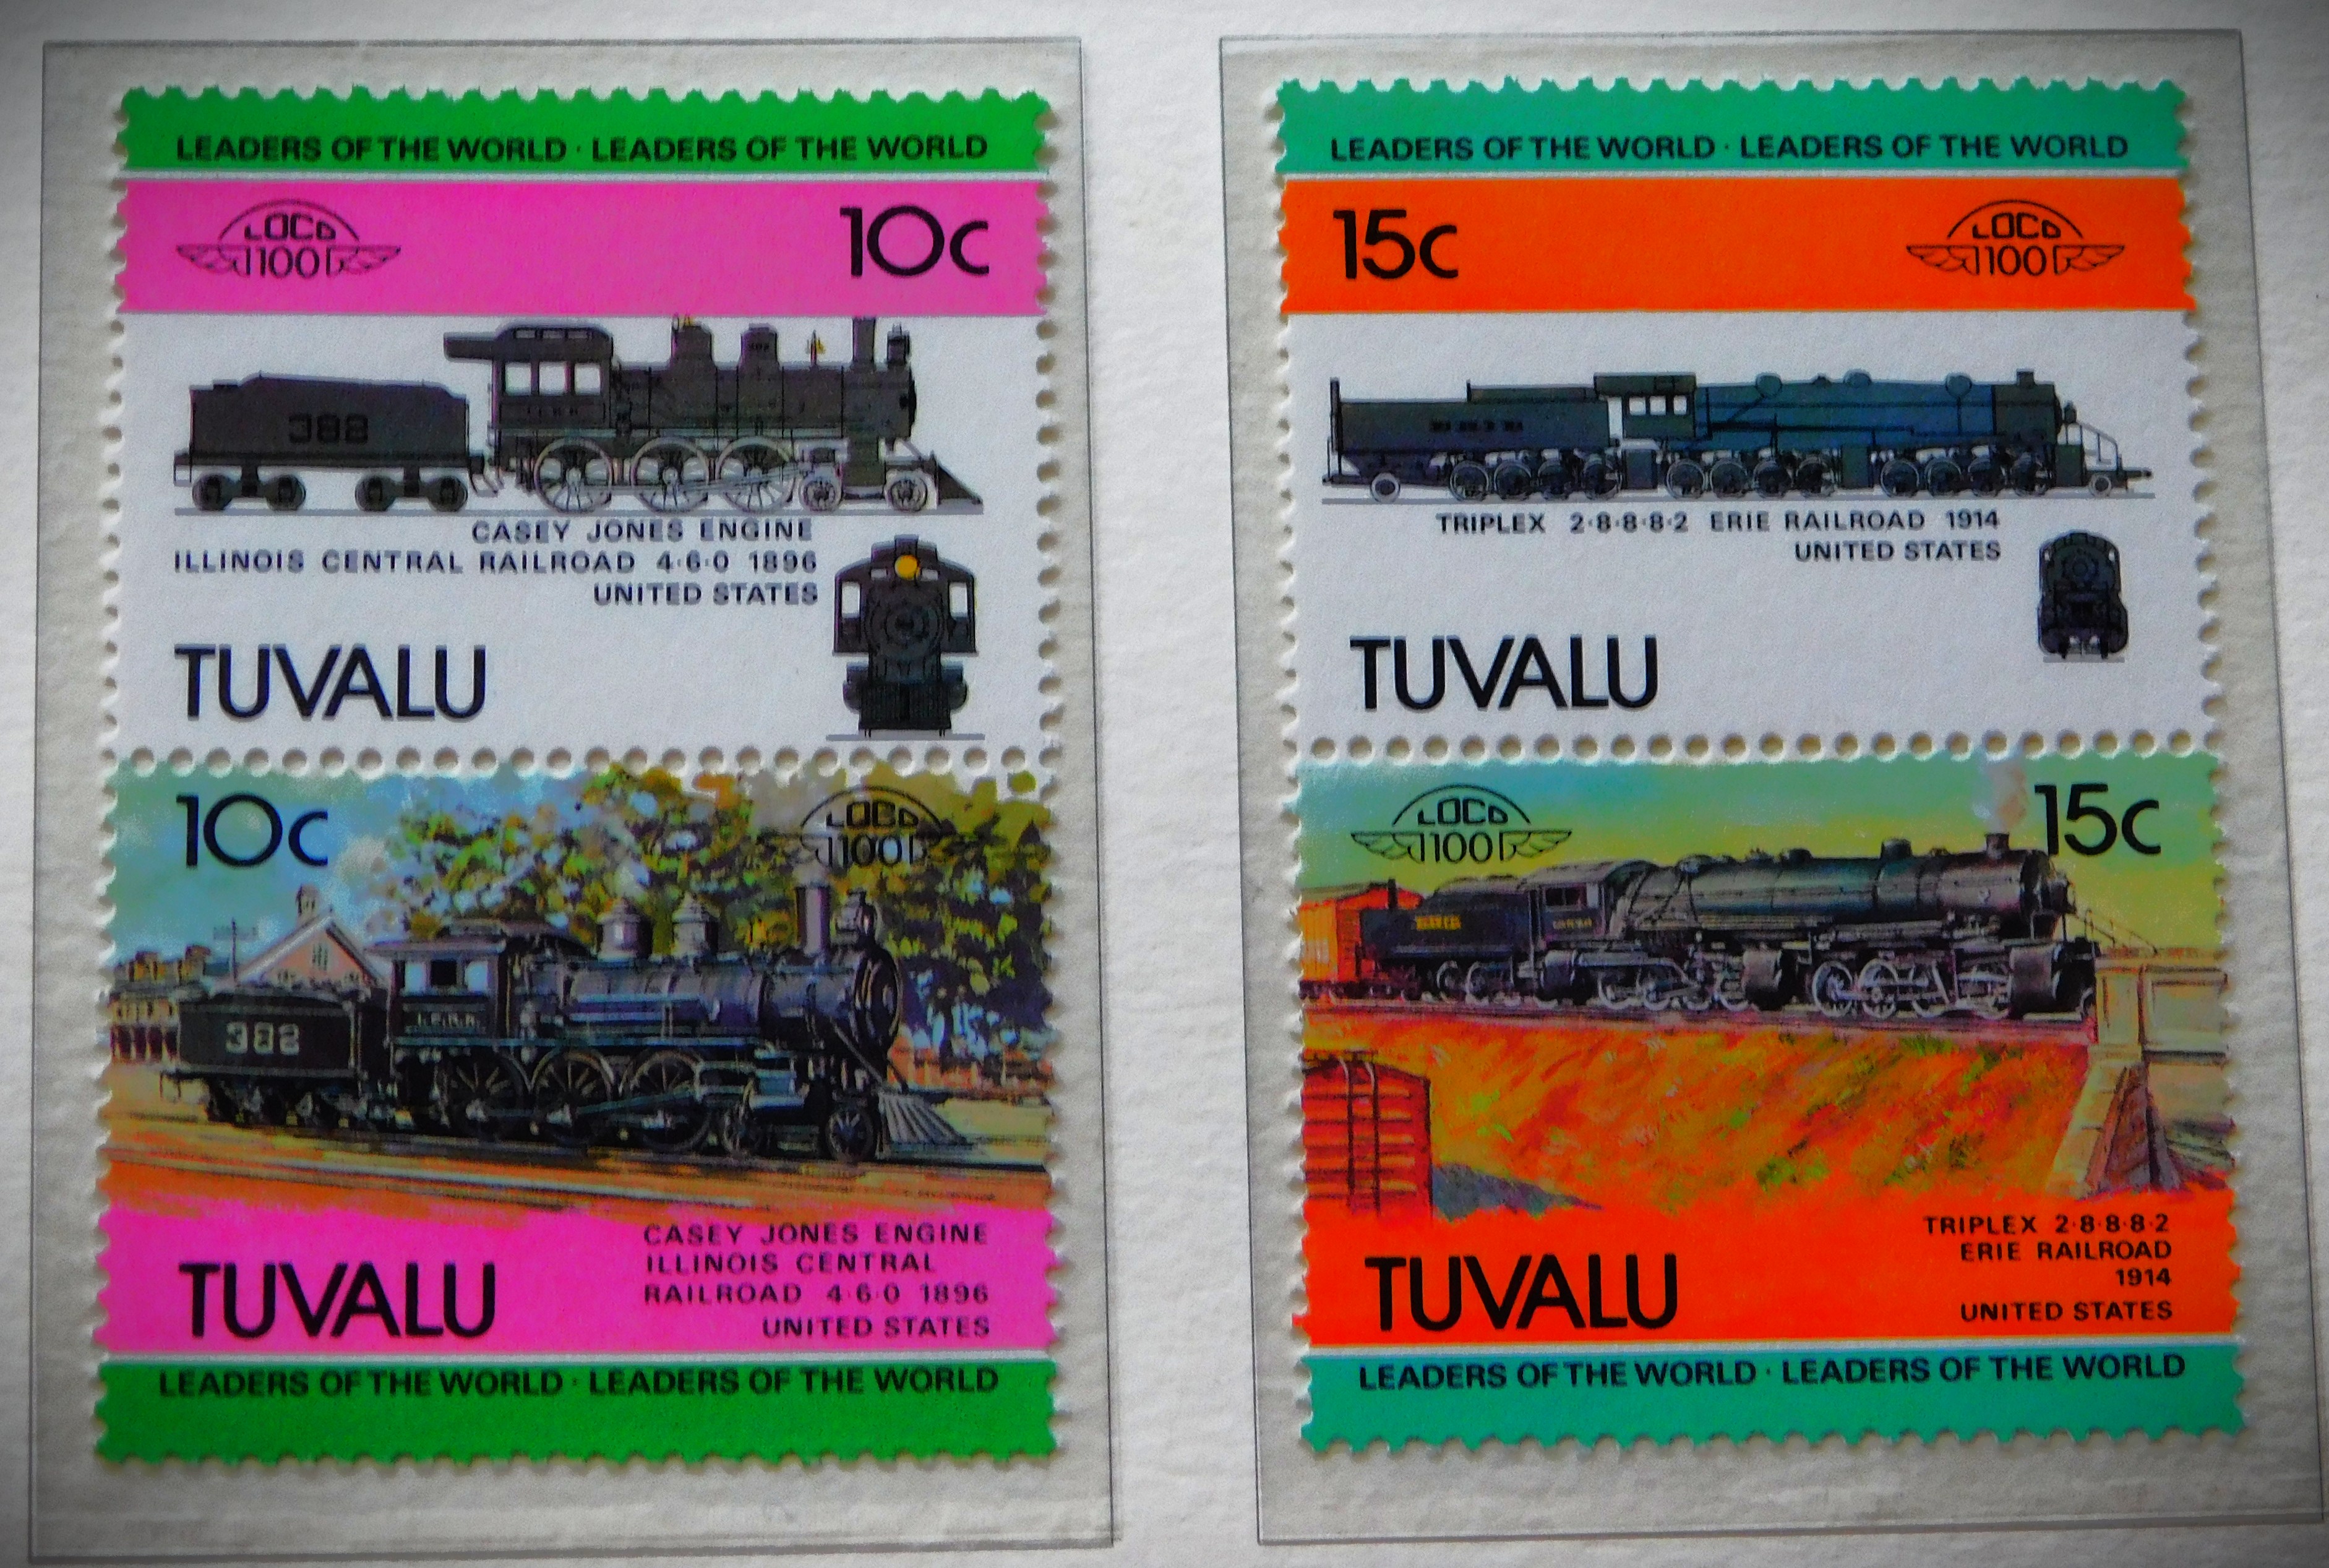 LEADERS OF THE WORLD · LEADERS OF THE WORLD
LOCO
100
10c
382
CASEY JONES ENGINE
ILLINOIS CENTRAL RAILROAD 4·6·0 1896
UNITED STATES
TUVALU
10c
LOCO
100
382
I.C.R.R.
CASEY JONES ENGINE
ILLINOIS CENTRAL
RAILROAD 4·6·0 1896
UNITED STATES
TUVALU
LEADERS OF THE WORLD · LEADERS OF THE WORLD
LEADERS OF THE WORLD · LEADERS OF THE WORLD
15c
LOCO
100
TRIPLEX 2·8·8·8·2 ERIE RAILROAD 1914
UNITED STATES
TUVALU
LOCO
100
15c
TRIPLEX 2·8·8·8·2
ERIE RAILROAD
1914
UNITED STATES
TUVALU
LEADERS OF THE WORLD · LEADERS OF THE WORLD